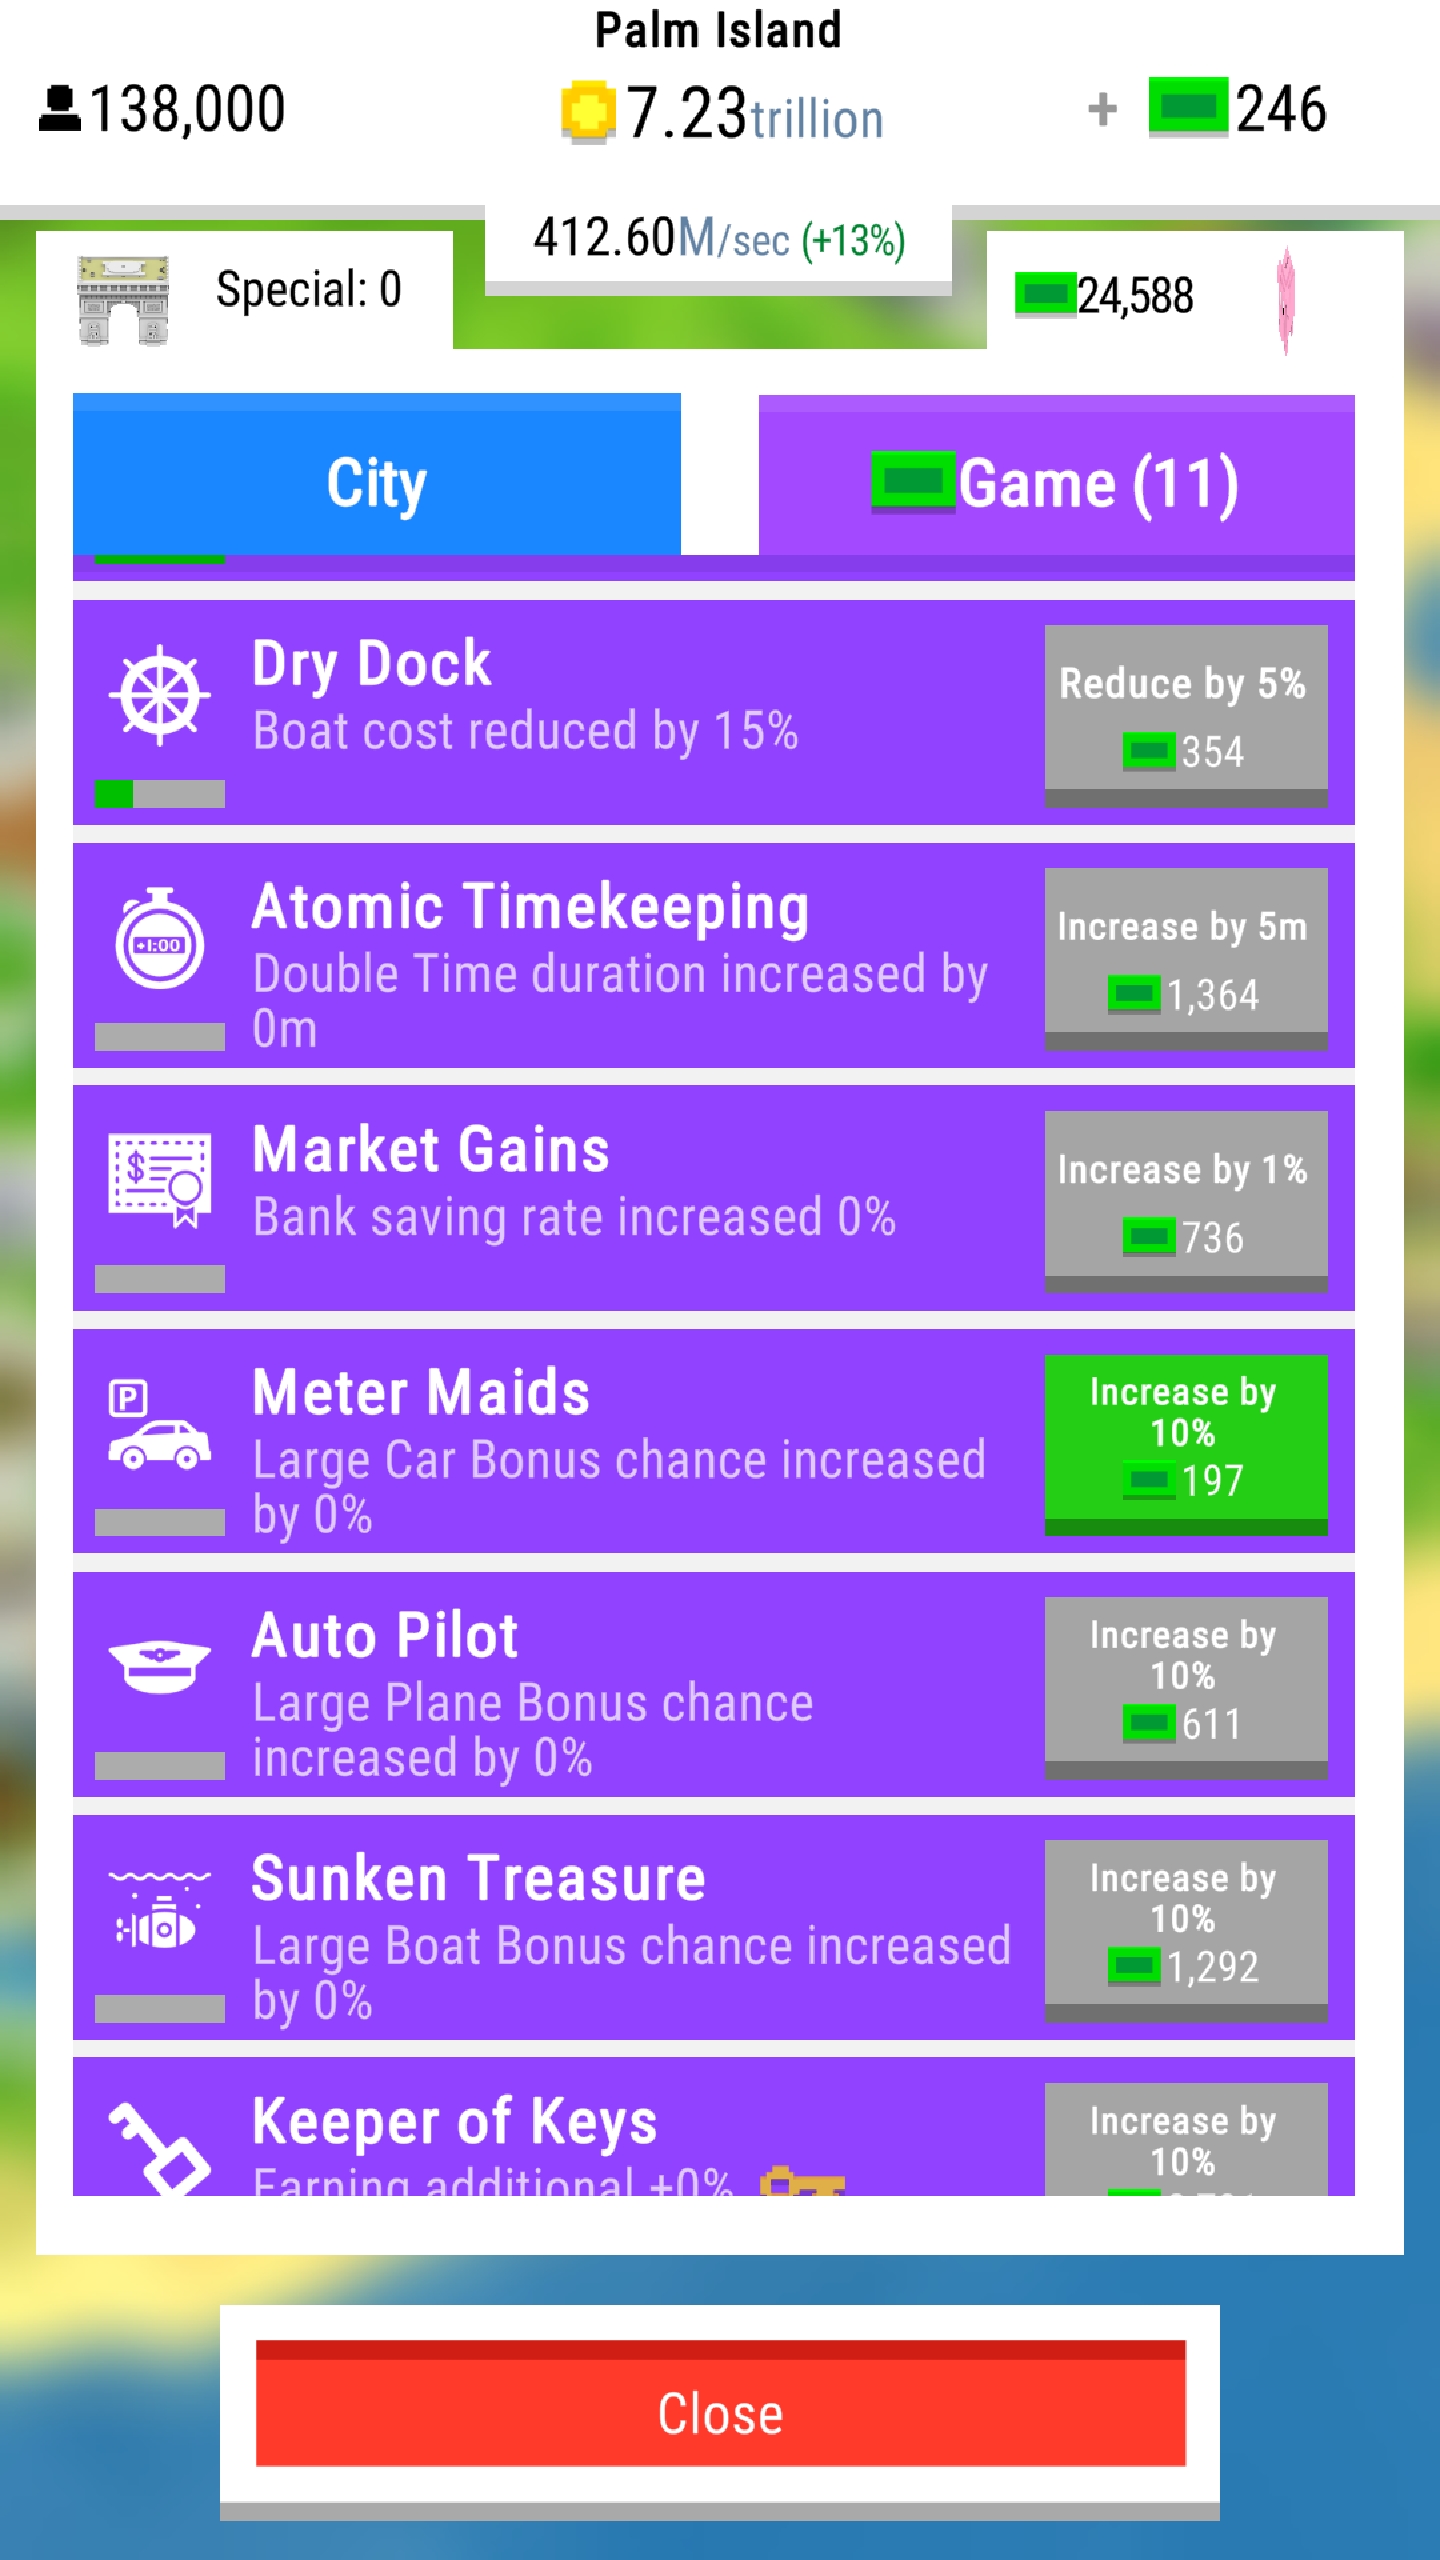 Palm Island
138,000
7.23trillion
+ 246
412.60M/sec (+13%)
Special: 0
24,588
City
Game (11)
Dry Dock
Boat cost reduced by 15%
Reduce by 5%
354
+1:00
Atomic Timekeeping
Double Time duration increased by
0m
Increase by 5m
1,364
$
Market Gains
Bank saving rate increased 0%
Increase by 1%
736
P
Meter Maids
Large Car Bonus chance increased
by 0%
Increase by
10%
197
Auto Pilot
Large Plane Bonus chance
increased by 0%
Increase by
10%
611
Sunken Treasure
Large Boat Bonus chance increased
by 0%
Increase by
10%
1,292
Keeper of Keys
Earning additional +0%
Increase by
10%
Close